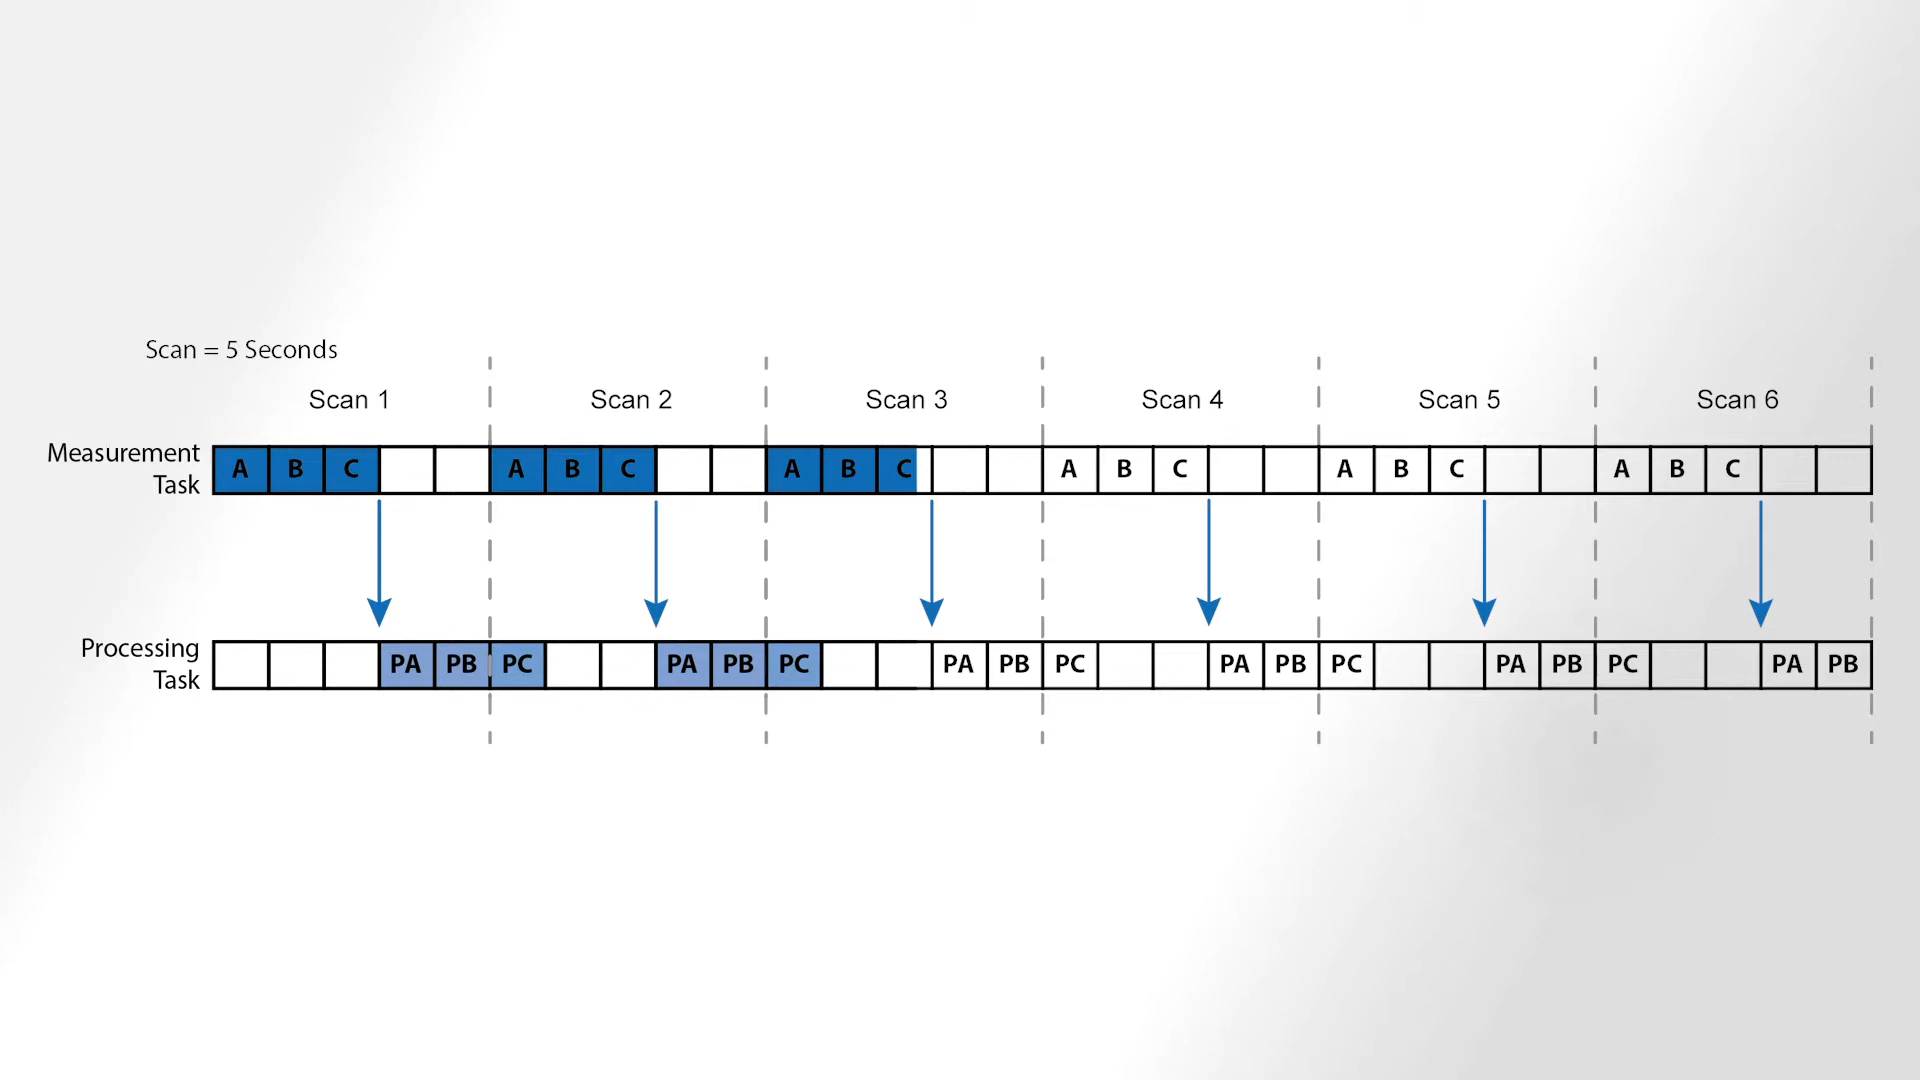 Scan = 5 Seconds
Scan 1 Scan 2 Scan 3 Scan 4 Scan 5 Scan 6
Measurement
Task
A B C A B C A B C A B C A B C A B C
Processing
Task
PA PB PC PA PB PC PA PB PC PA PB PC PA PB PC PA PB